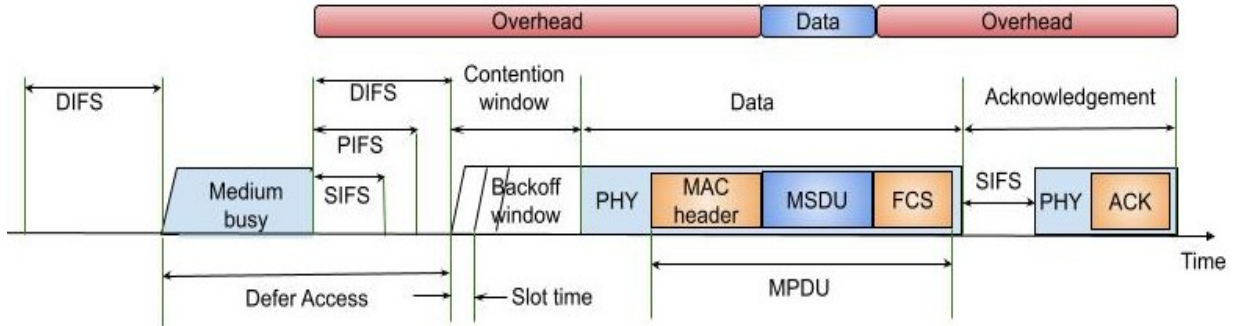 Overhead
Data
Overhead
DIFS
DIFS
Contention
window
Data
Acknowledgement
PIFS
SIFS
Medium
busy
Backoff
window
PHY
MAC
header
MSDU
FCS
SIFS
PHY
ACK
Time
Defer Access
Slot time
MPDU